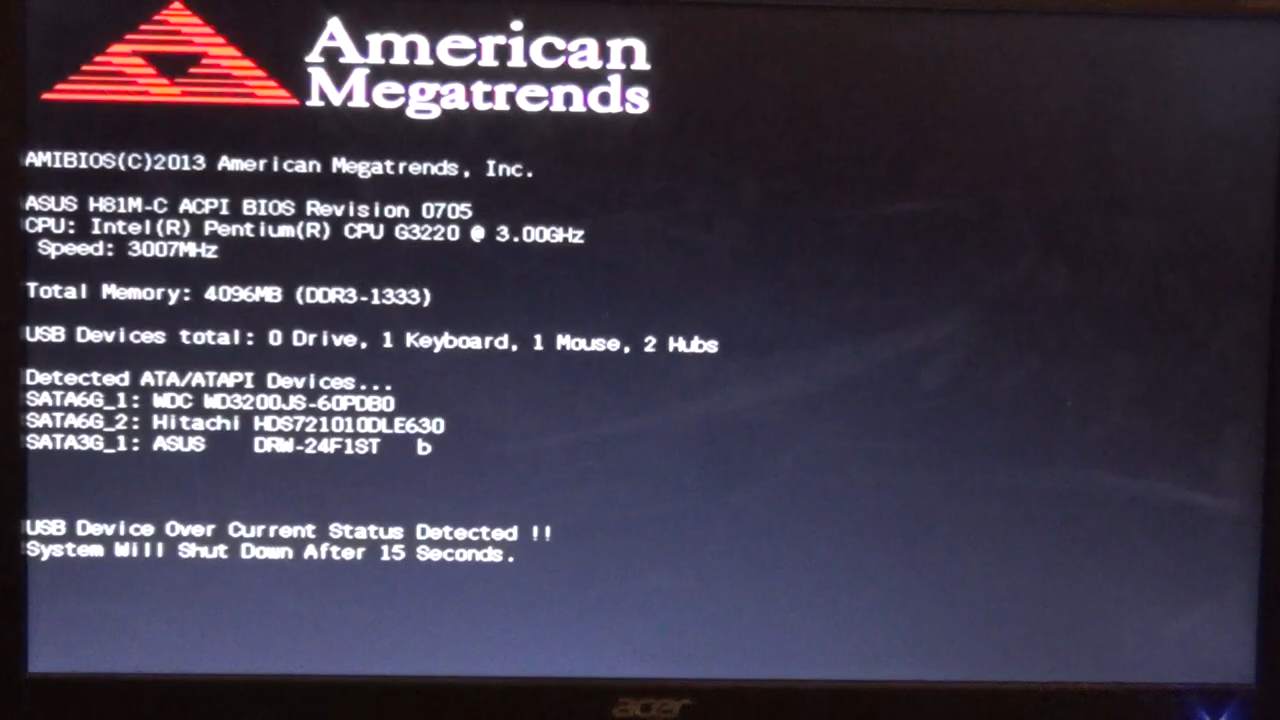 American
Megatrends
AMIBIOS(C)2013 American Megatrends, Inc.
ASUS H81M-C ACPI BIOS Revision 0705
CPU: Intel(R) Pentium(R) CPU G3220 @ 3.00GHz
Speed: 3007MHz
Total Memory: 4096MB (DDR3-1333)
USB Devices total: 0 Drive, 1 Keyboard, 1 Mouse, 2 Hubs
Detected ATA/ATAPI Devices...
SATA6G_1: WDC WD3200JS-60PDB0
SATA6G_2: Hitachi HDS721010DLE630
SATA3G_1: ASUS DRW-24F1ST b
USB Device Over Current Status Detected !!
System Will Shut Down After 15 Seconds.
acer